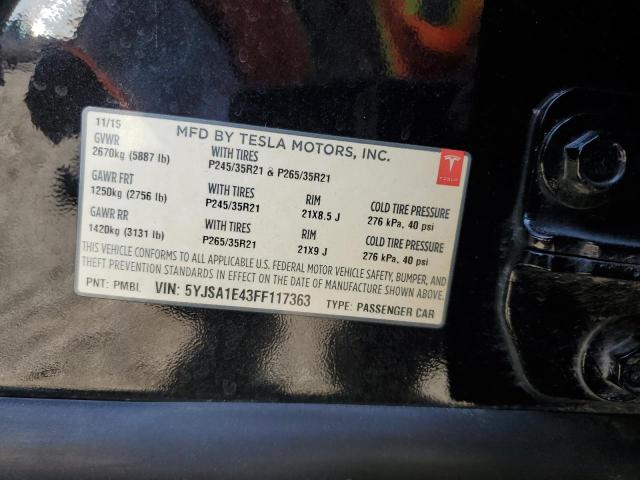 11/15
MFD BY TESLA MOTORS, INC.
GVWR
2670kg (5887 lb)
WITH TIRES
P245/35R21 & P265/35R21
TESLA
GAWR FRT
1250kg (2756 lb)
WITH TIRES
P245/35R21
RIM
21X8.5 J
COLD TIRE PRESSURE
276 kPa, 40 psi
GAWR RR
1420kg (3131 lb)
WITH TIRES
P265/35R21
RIM
21X9 J
COLD TIRE PRESSURE
276 kPa, 40 psi
THIS VEHICLE CONFORMS TO ALL APPLICABLE U.S. FEDERAL MOTOR VEHICLE SAFETY, BUMPER, AND
THEFT PREVENTION STANDARDS IN EFFECT ON THE DATE OF MANUFACTURE SHOWN ABOVE.
PNT: PMBL
VIN: 5YJSA1E43FF117363
TYPE: PASSENGER CAR